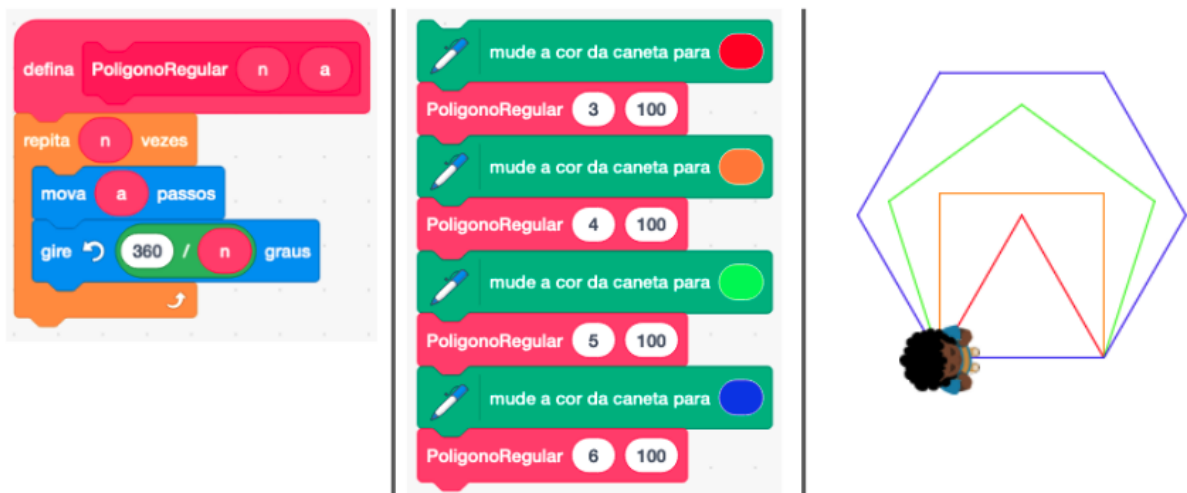 defina PoligonoRegular n a
repita n vezes
mova a passos
gire 360 / n graus
mude a cor da caneta para
PoligonoRegular 3 100
mude a cor da caneta para
PoligonoRegular 4 100
mude a cor da caneta para
PoligonoRegular 5 100
mude a cor da caneta para
PoligonoRegular 6 100